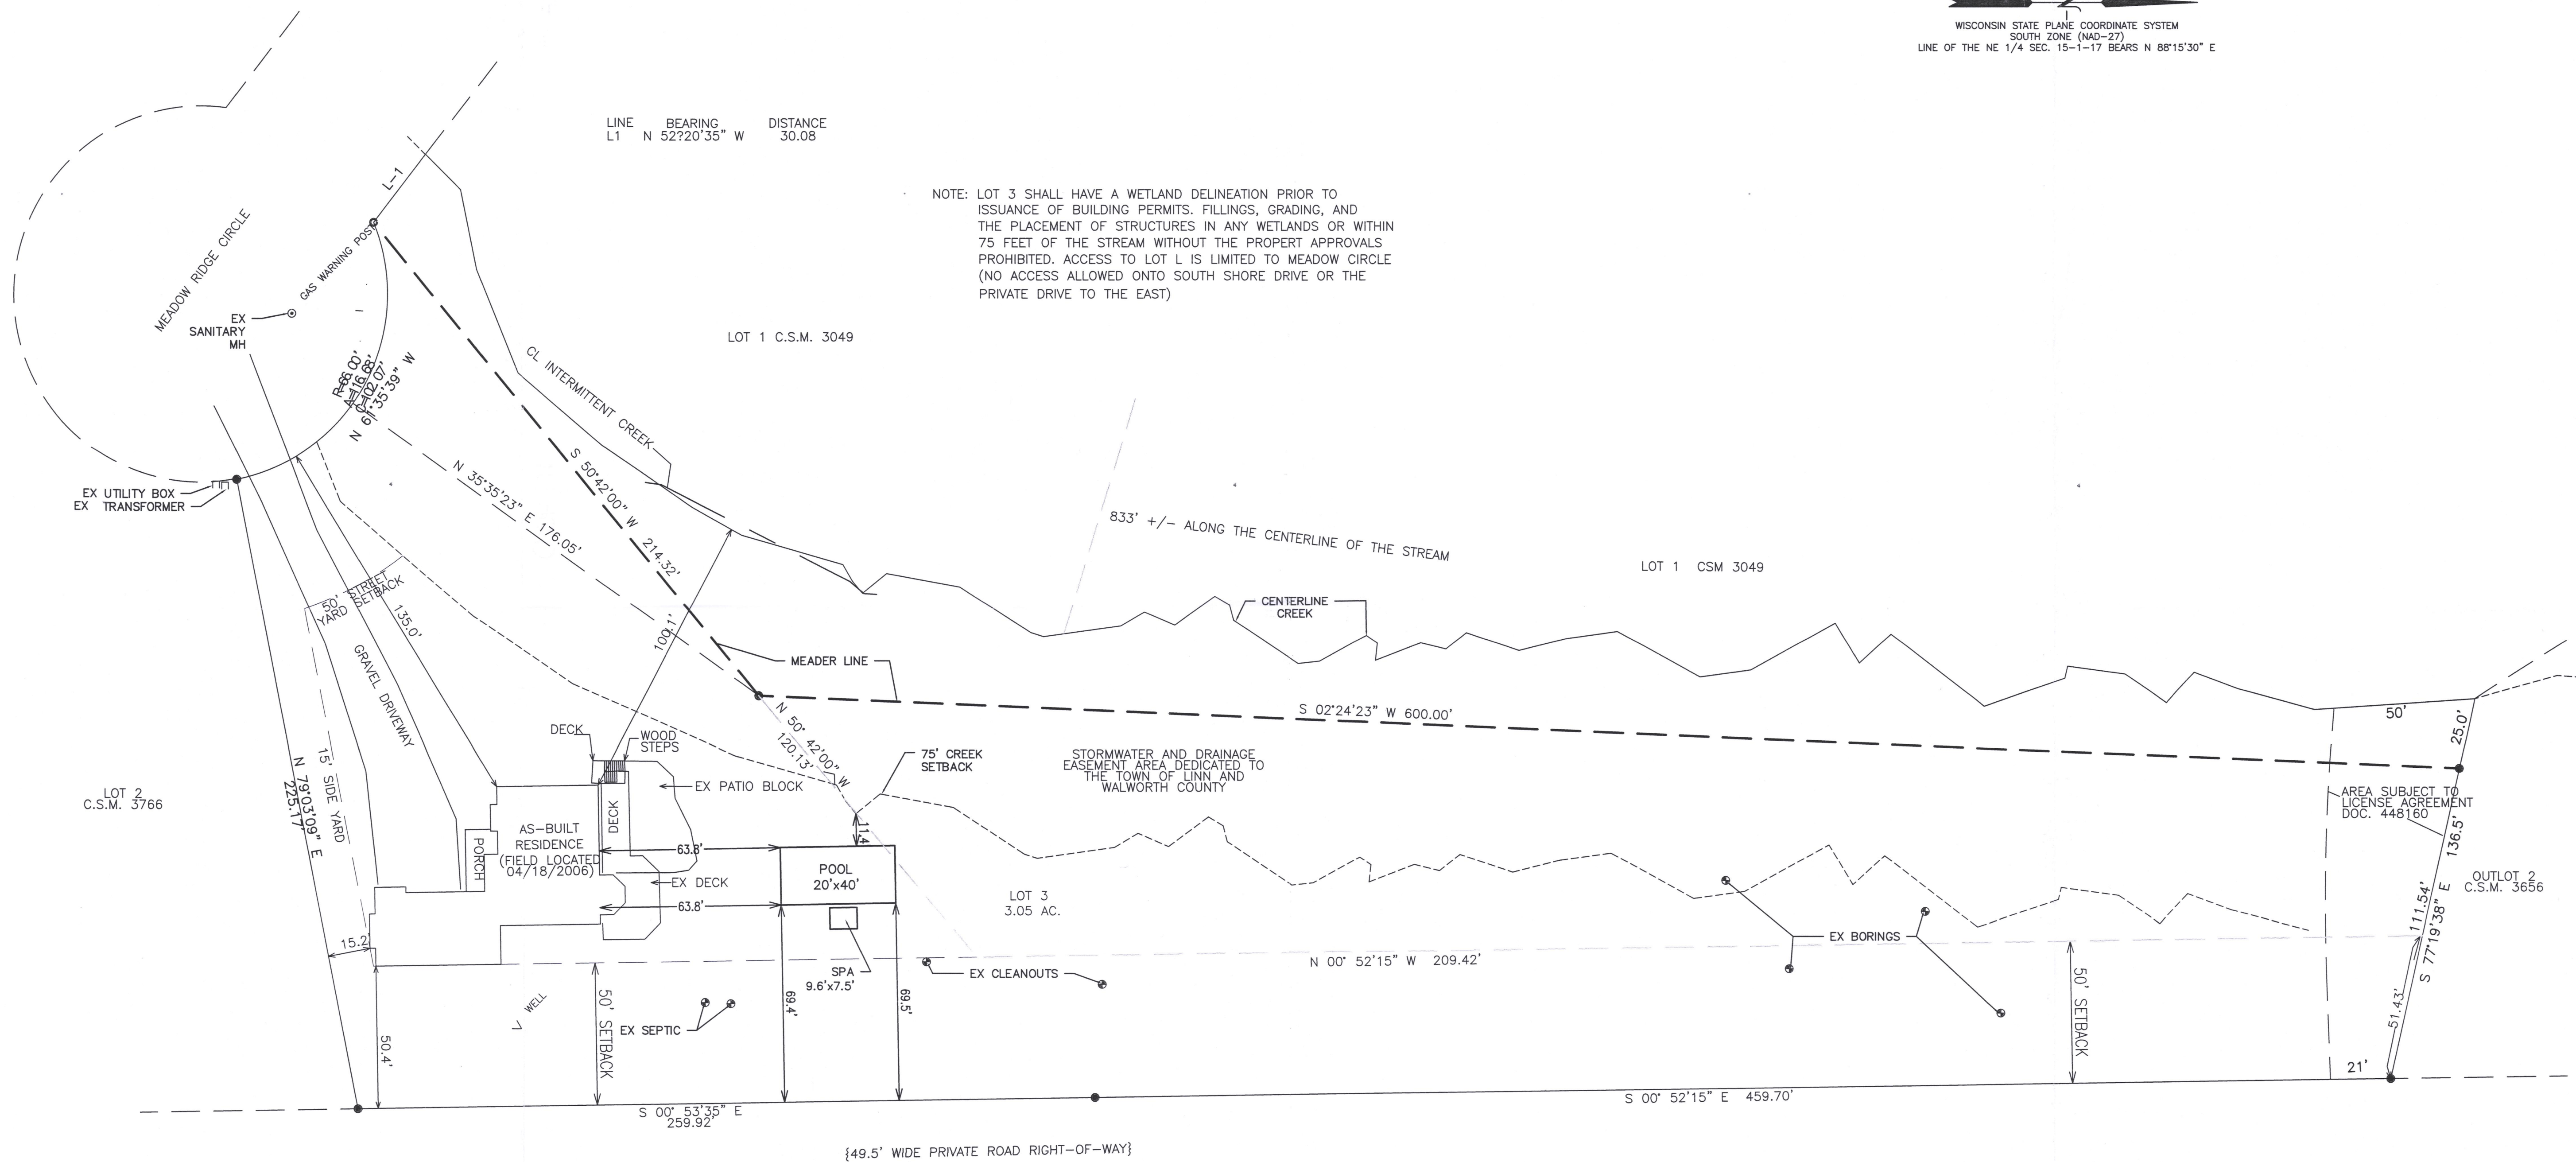 WISCONSIN STATE PLANE COORDINATE SYSTEM
SOUTH ZONE (NAD-27)
LINE OF THE NE 1/4 SEC. 15-1-17 BEARS N 88°15'30" E
LINE BEARING DISTANCE
L1 N 52?20'35" W 30.08
NOTE: LOT 3 SHALL HAVE A WETLAND DELINEATION PRIOR TO
ISSUANCE OF BUILDING PERMITS. FILLINGS, GRADING, AND
THE PLACEMENT OF STRUCTURES IN ANY WETLANDS OR WITHIN
75 FEET OF THE STREAM WITHOUT THE PROPERT APPROVALS
PROHIBITED. ACCESS TO LOT L IS LIMITED TO MEADOW CIRCLE
(NO ACCESS ALLOWED ONTO SOUTH SHORE DRIVE OR THE
PRIVATE DRIVE TO THE EAST)
L-1
MEADOW RIDGE CIRCLE
GAS WARNING POST
EX
SANITARY
MH
R=66.00'
A=116.68'
C=102.07'
N 61°35'39" W
LOT 1 C.S.M. 3049
CL INTERMITTENT CREEK
EX UTILITY BOX
EX TRANSFORMER
N 35°35'23" E 176.05'
S 50°42'00" W
214.32'
833' +/- ALONG THE CENTERLINE OF THE STREAM
LOT 1 CSM 3049
50' STREET
YARD SETBACK
135.0'
100.1'
CENTERLINE
CREEK
MEADER LINE
GRAVEL DRIVEWAY
15' SIDE YARD
N 79°03'09" E
225.17'
LOT 2
C.S.M. 3766
DECK
WOOD
STEPS
EX PATIO BLOCK
DECK
N 50° 42'00" W
120.13'
75' CREEK
SETBACK
STORMWATER AND DRAINAGE
EASEMENT AREA DEDICATED TO
THE TOWN OF LINN AND
WALWORTH COUNTY
S 02°24'23" W 600.00'
50'
25.0'
AREA SUBJECT TO
LICENSE AGREEMENT
DOC. 448160
136.5'
AS-BUILT
RESIDENCE
(FIELD LOCATED
04/18/2006)
PORCH
63.8'
11.4'
POOL
20'x40'
EX DECK
63.8'
LOT 3
3.05 AC.
OUTLOT 2
C.S.M. 3656
111.54'
S 77°19'38" E
15.2'
SPA
9.6'x7.5'
EX CLEANOUTS
N 00° 52'15" W 209.42'
EX BORINGS
WELL
EX SEPTIC
50' SETBACK
69.4'
69.5'
50' SETBACK
51.43'
50.4'
21'
S 00° 53'35" E
259.92'
S 00° 52'15" E 459.70'
{49.5' WIDE PRIVATE ROAD RIGHT-OF-WAY}